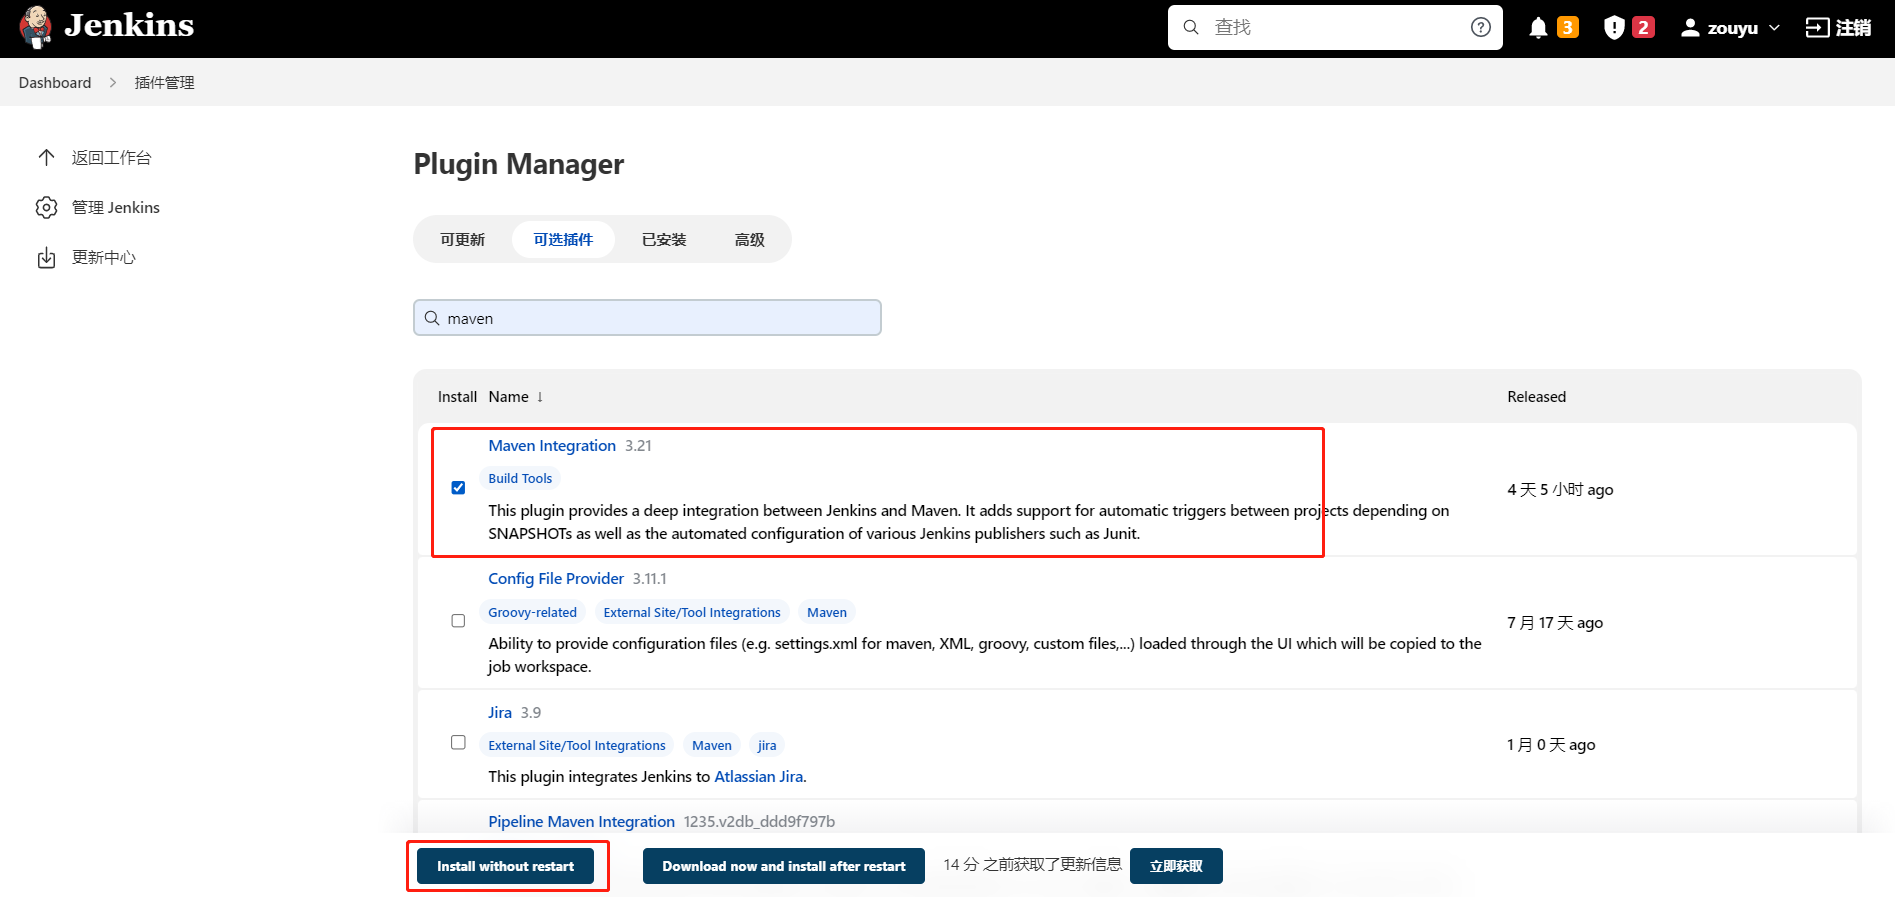 Jenkins
查找
3
2
zouyu
注销
Dashboard
插件管理
返回工作台
管理 Jenkins
更新中心
Plugin Manager
可更新
可选插件
已安装
高级
maven
Install Name ↓ Released
Maven Integration 3.21
Build Tools
This plugin provides a deep integration between Jenkins and Maven. It adds support for automatic triggers between projects depending on
SNAPSHOTs as well as the automated configuration of various Jenkins publishers such as Junit.
4 天 5 小时 ago
Config File Provider 3.11.1
Groovy-related External Site/Tool Integrations Maven
Ability to provide configuration files (e.g. settings.xml for maven, XML, groovy, custom files,...) loaded through the UI which will be copied to the
job workspace.
7 月 17 天 ago
Jira 3.9
External Site/Tool Integrations Maven jira
This plugin integrates Jenkins to Atlassian Jira.
1 月 0 天 ago
Pipeline Maven Integration 1235.v2db_ddd9f797b
Install without restart
Download now and install after restart
14 分 之前获取了更新信息
立即获取